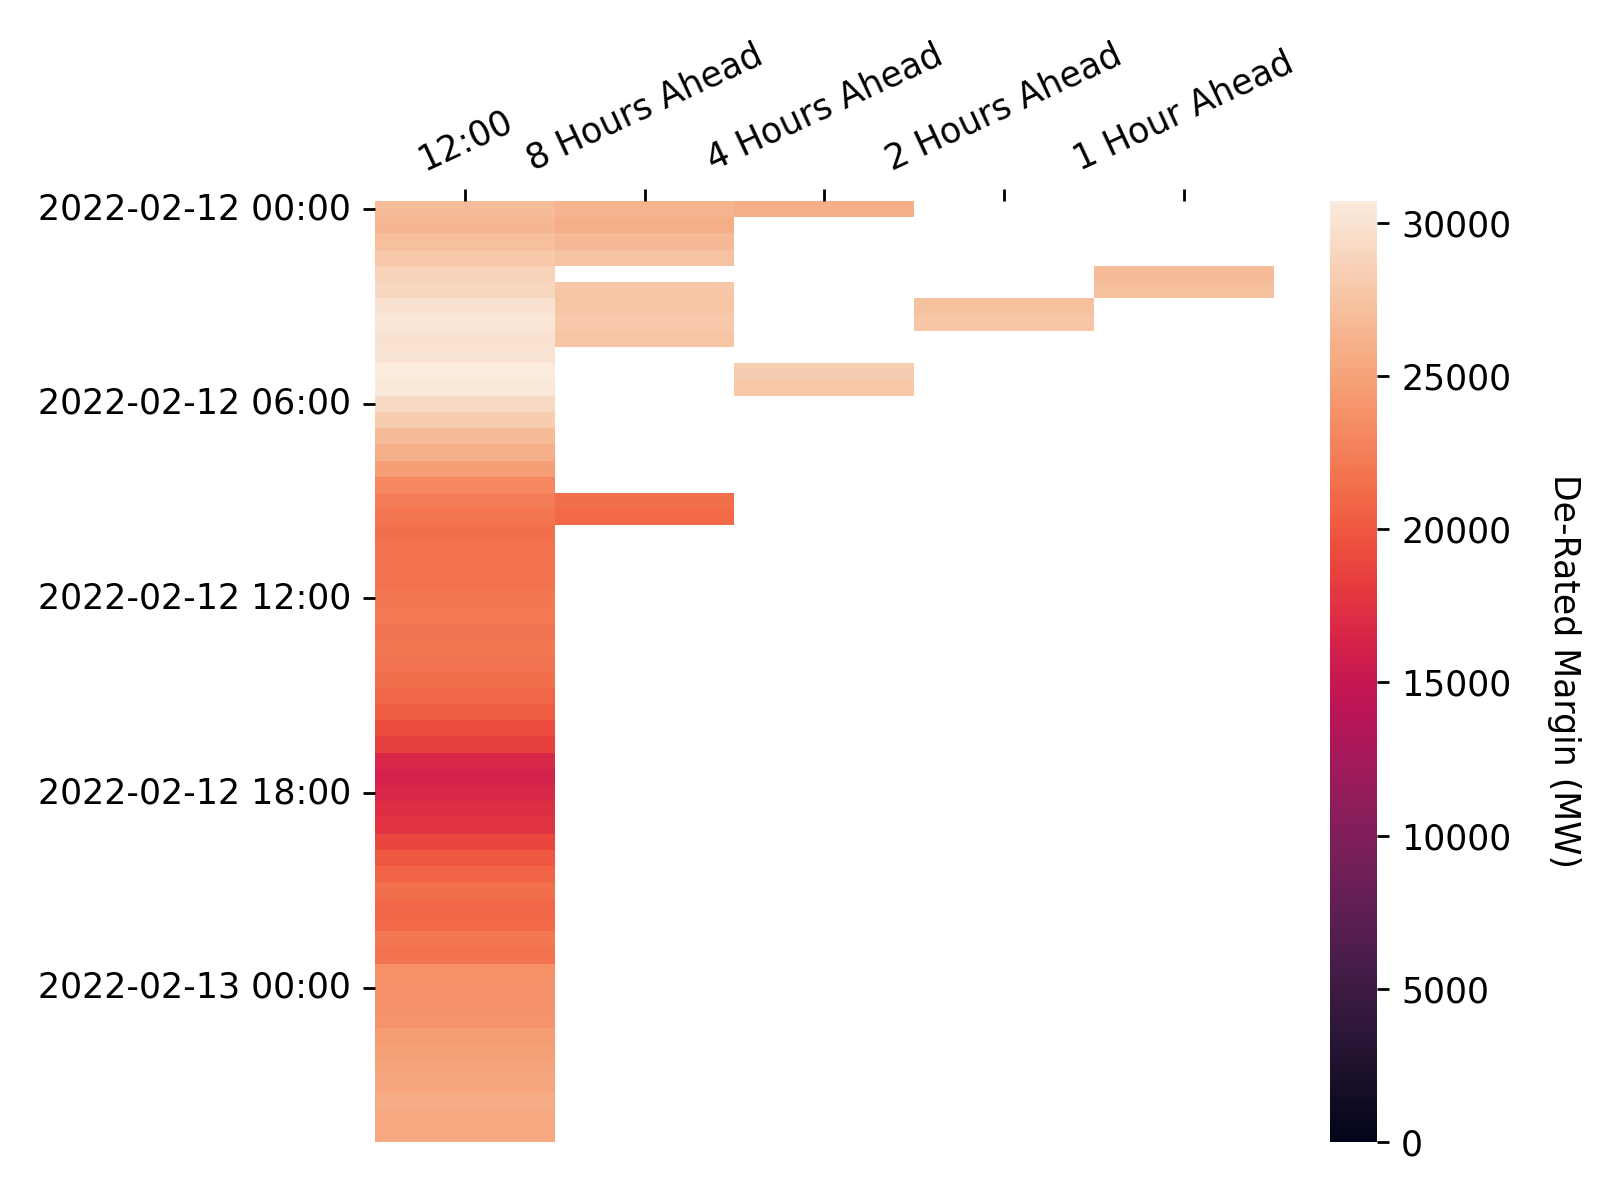 12:00
8 Hours Ahead
4 Hours Ahead
2 Hours Ahead
1 Hour Ahead
2022-02-12 00:00
2022-02-12 06:00
2022-02-12 12:00
2022-02-12 18:00
2022-02-13 00:00
30000
25000
20000
15000
10000
5000
0
De-Rated Margin (MW)